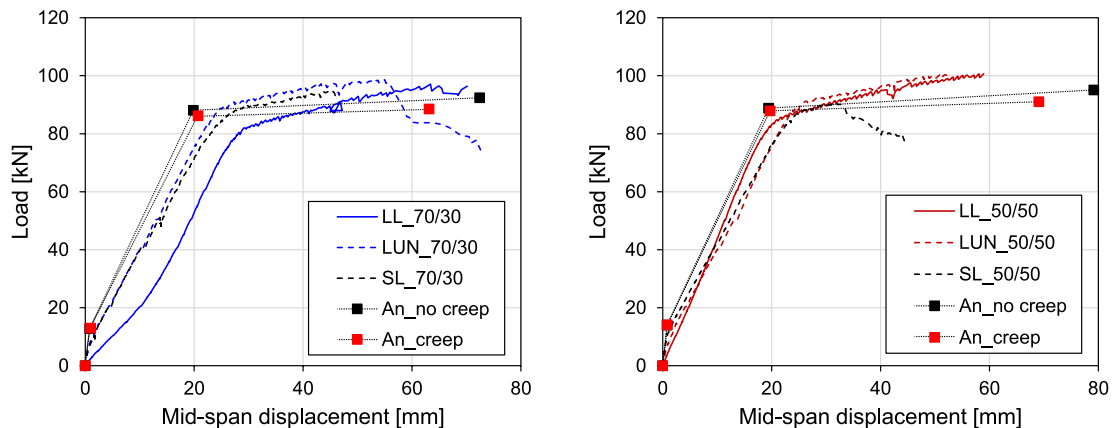 120
100
80
60
40
20
0
Load [kN]
LL_70/30
LUN_70/30
SL_70/30
An_no creep
An_creep
0 20 40 60 80
Mid-span displacement [mm]
120
100
80
60
40
20
0
Load [kN]
LL_50/50
LUN_50/50
SL_50/50
An_no creep
An_creep
0 20 40 60 80
Mid-span displacement [mm]